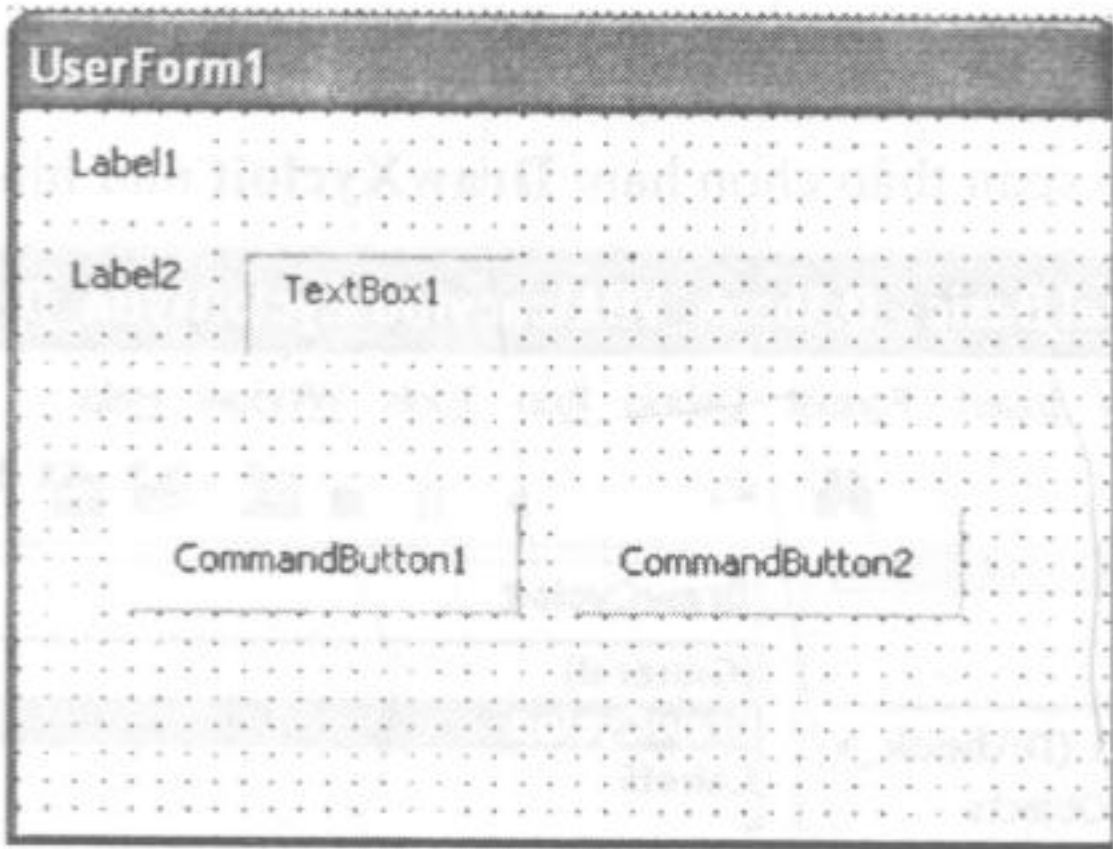 UserForm1
Label1
Label2
TextBox1
CommandButton1
CommandButton2